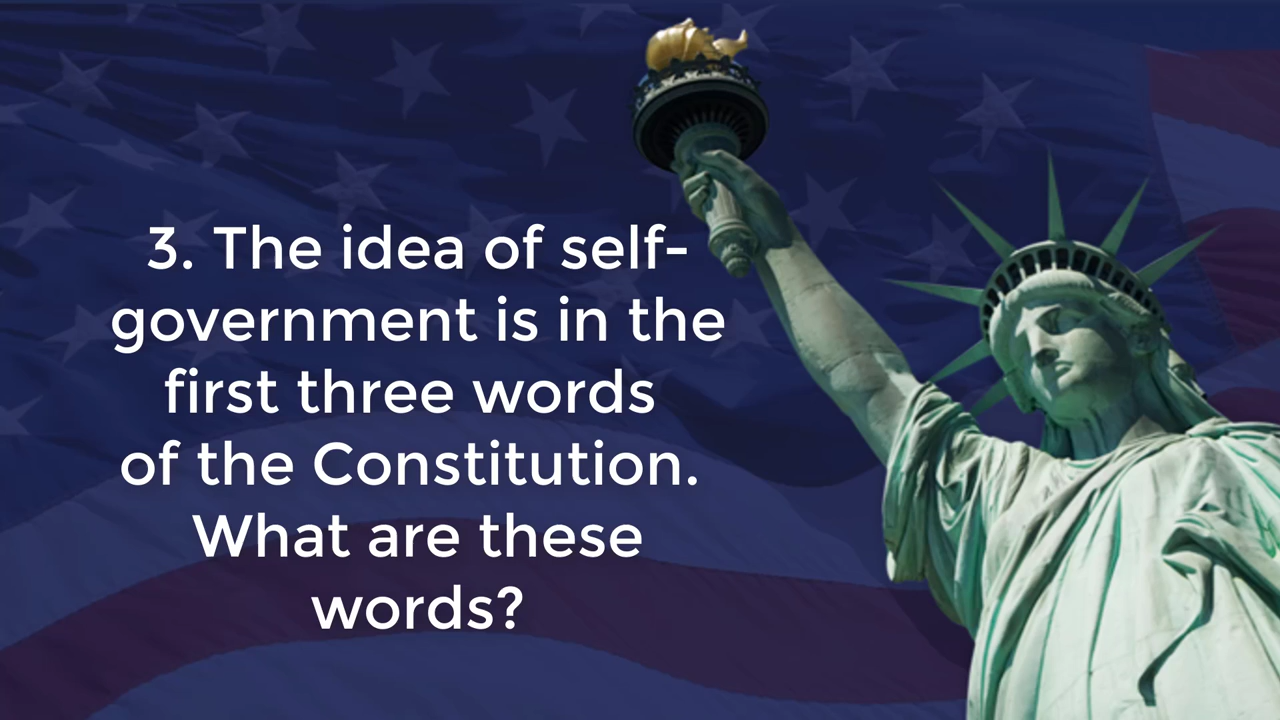 3. The idea of self-
government is in the
first three words
of the Constitution.
What are these
words?